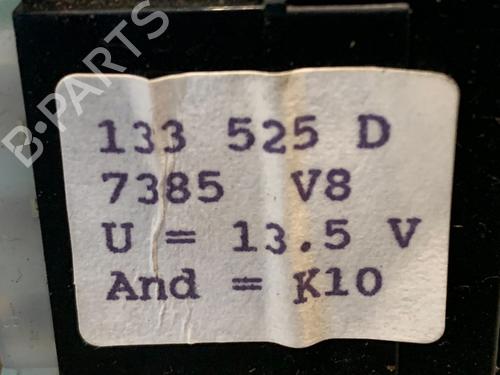 B-PARTS
133 525 D
7385 V8
U = 13.5 V
And = K10